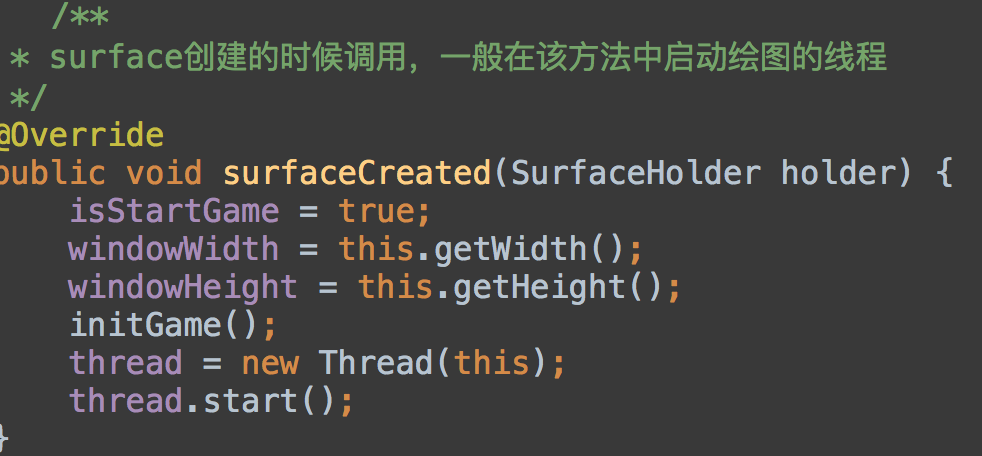 /**
* surface创建的时候调用，一般在该方法中启动绘图的线程
*/
@Override
public void surfaceCreated(SurfaceHolder holder) {
isStartGame = true;
windowWidth = this.getWidth();
windowHeight = this.getHeight();
initGame();
thread = new Thread(this);
thread.start();
}